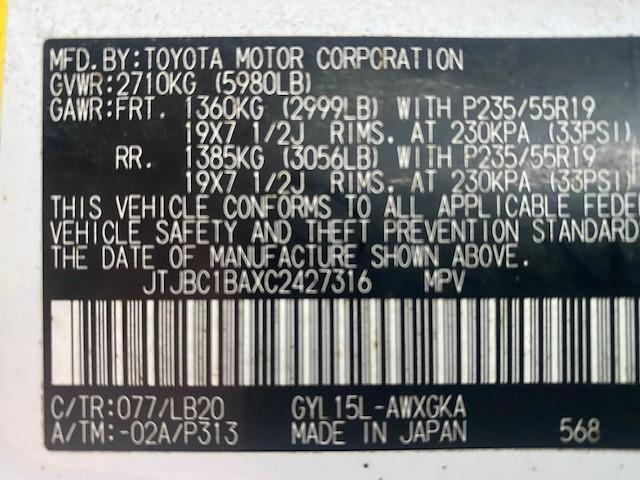 MFD.BY:TOYOTA MOTOR CORPORATION
GVWR:2710KG (5980LB)
GAWR:FRT. 1360KG (2999LB) WITH P235/55R19
19X7 1/2J RIMS. AT 230KPA (33PSI)
RR. 1385KG (3056LB) WITH P235/55R19
19X7 1/2J RIMS. AT 230KPA (33PSI)
THIS VEHICLE CONFORMS TO ALL APPLICABLE FEDE
VEHICLE SAFETY AND THEFT PREVENTION STANDARD
THE DATE OF MANUFACTURE SHOWN ABOVE.
JTJBC1BAXC2427316 MPV
C/TR:077/LB20 GYL15L-AWXGKA
A/TM:-02A/P313 MADE IN JAPAN 568